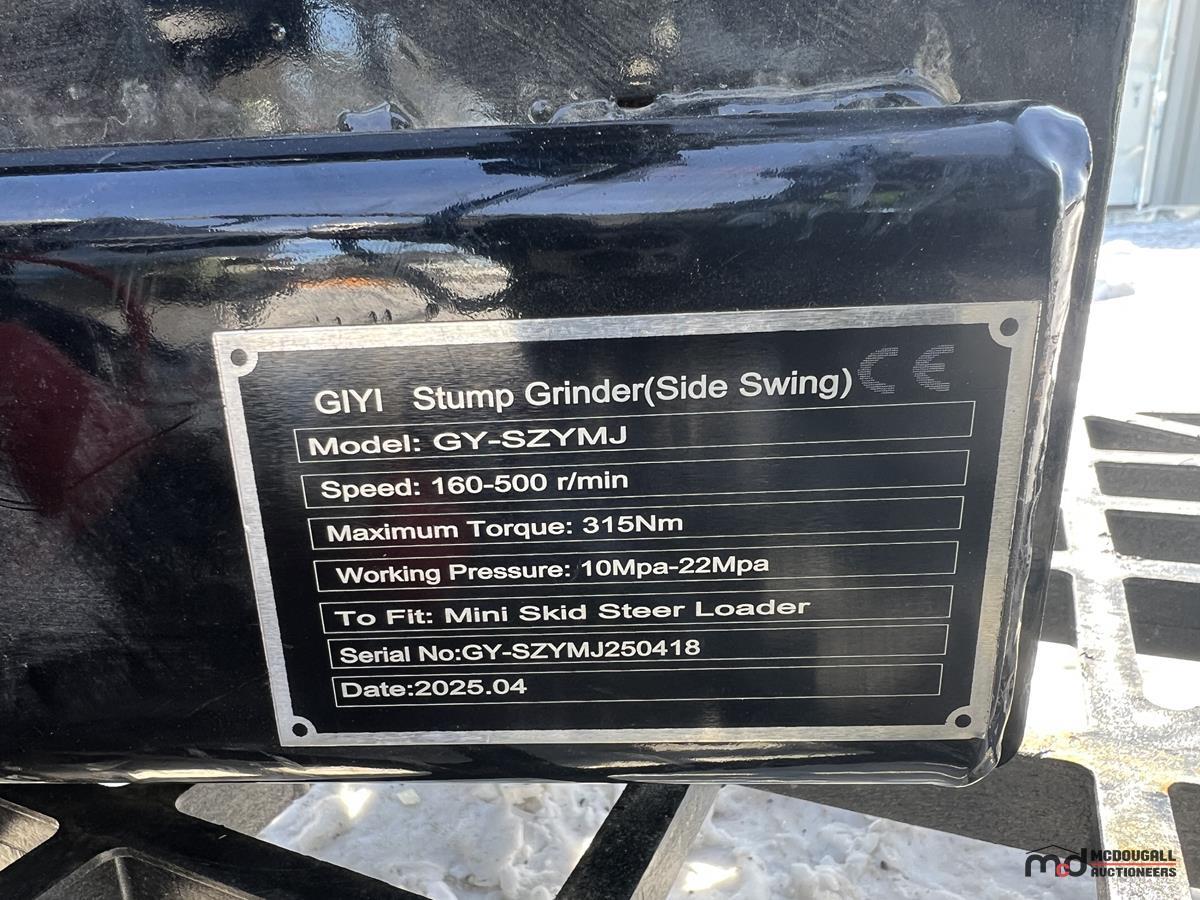 GIYI Stump Grinder(Side Swing) CE
Model: GY-SZYMJ
Speed: 160-500 r/min
Maximum Torque: 315Nm
Working Pressure: 10Mpa-22Mpa
To Fit: Mini Skid Steer Loader
Serial No:GY-SZYMJ250418
Date:2025.04
mcd MCDOUGALL
AUCTIONEERS